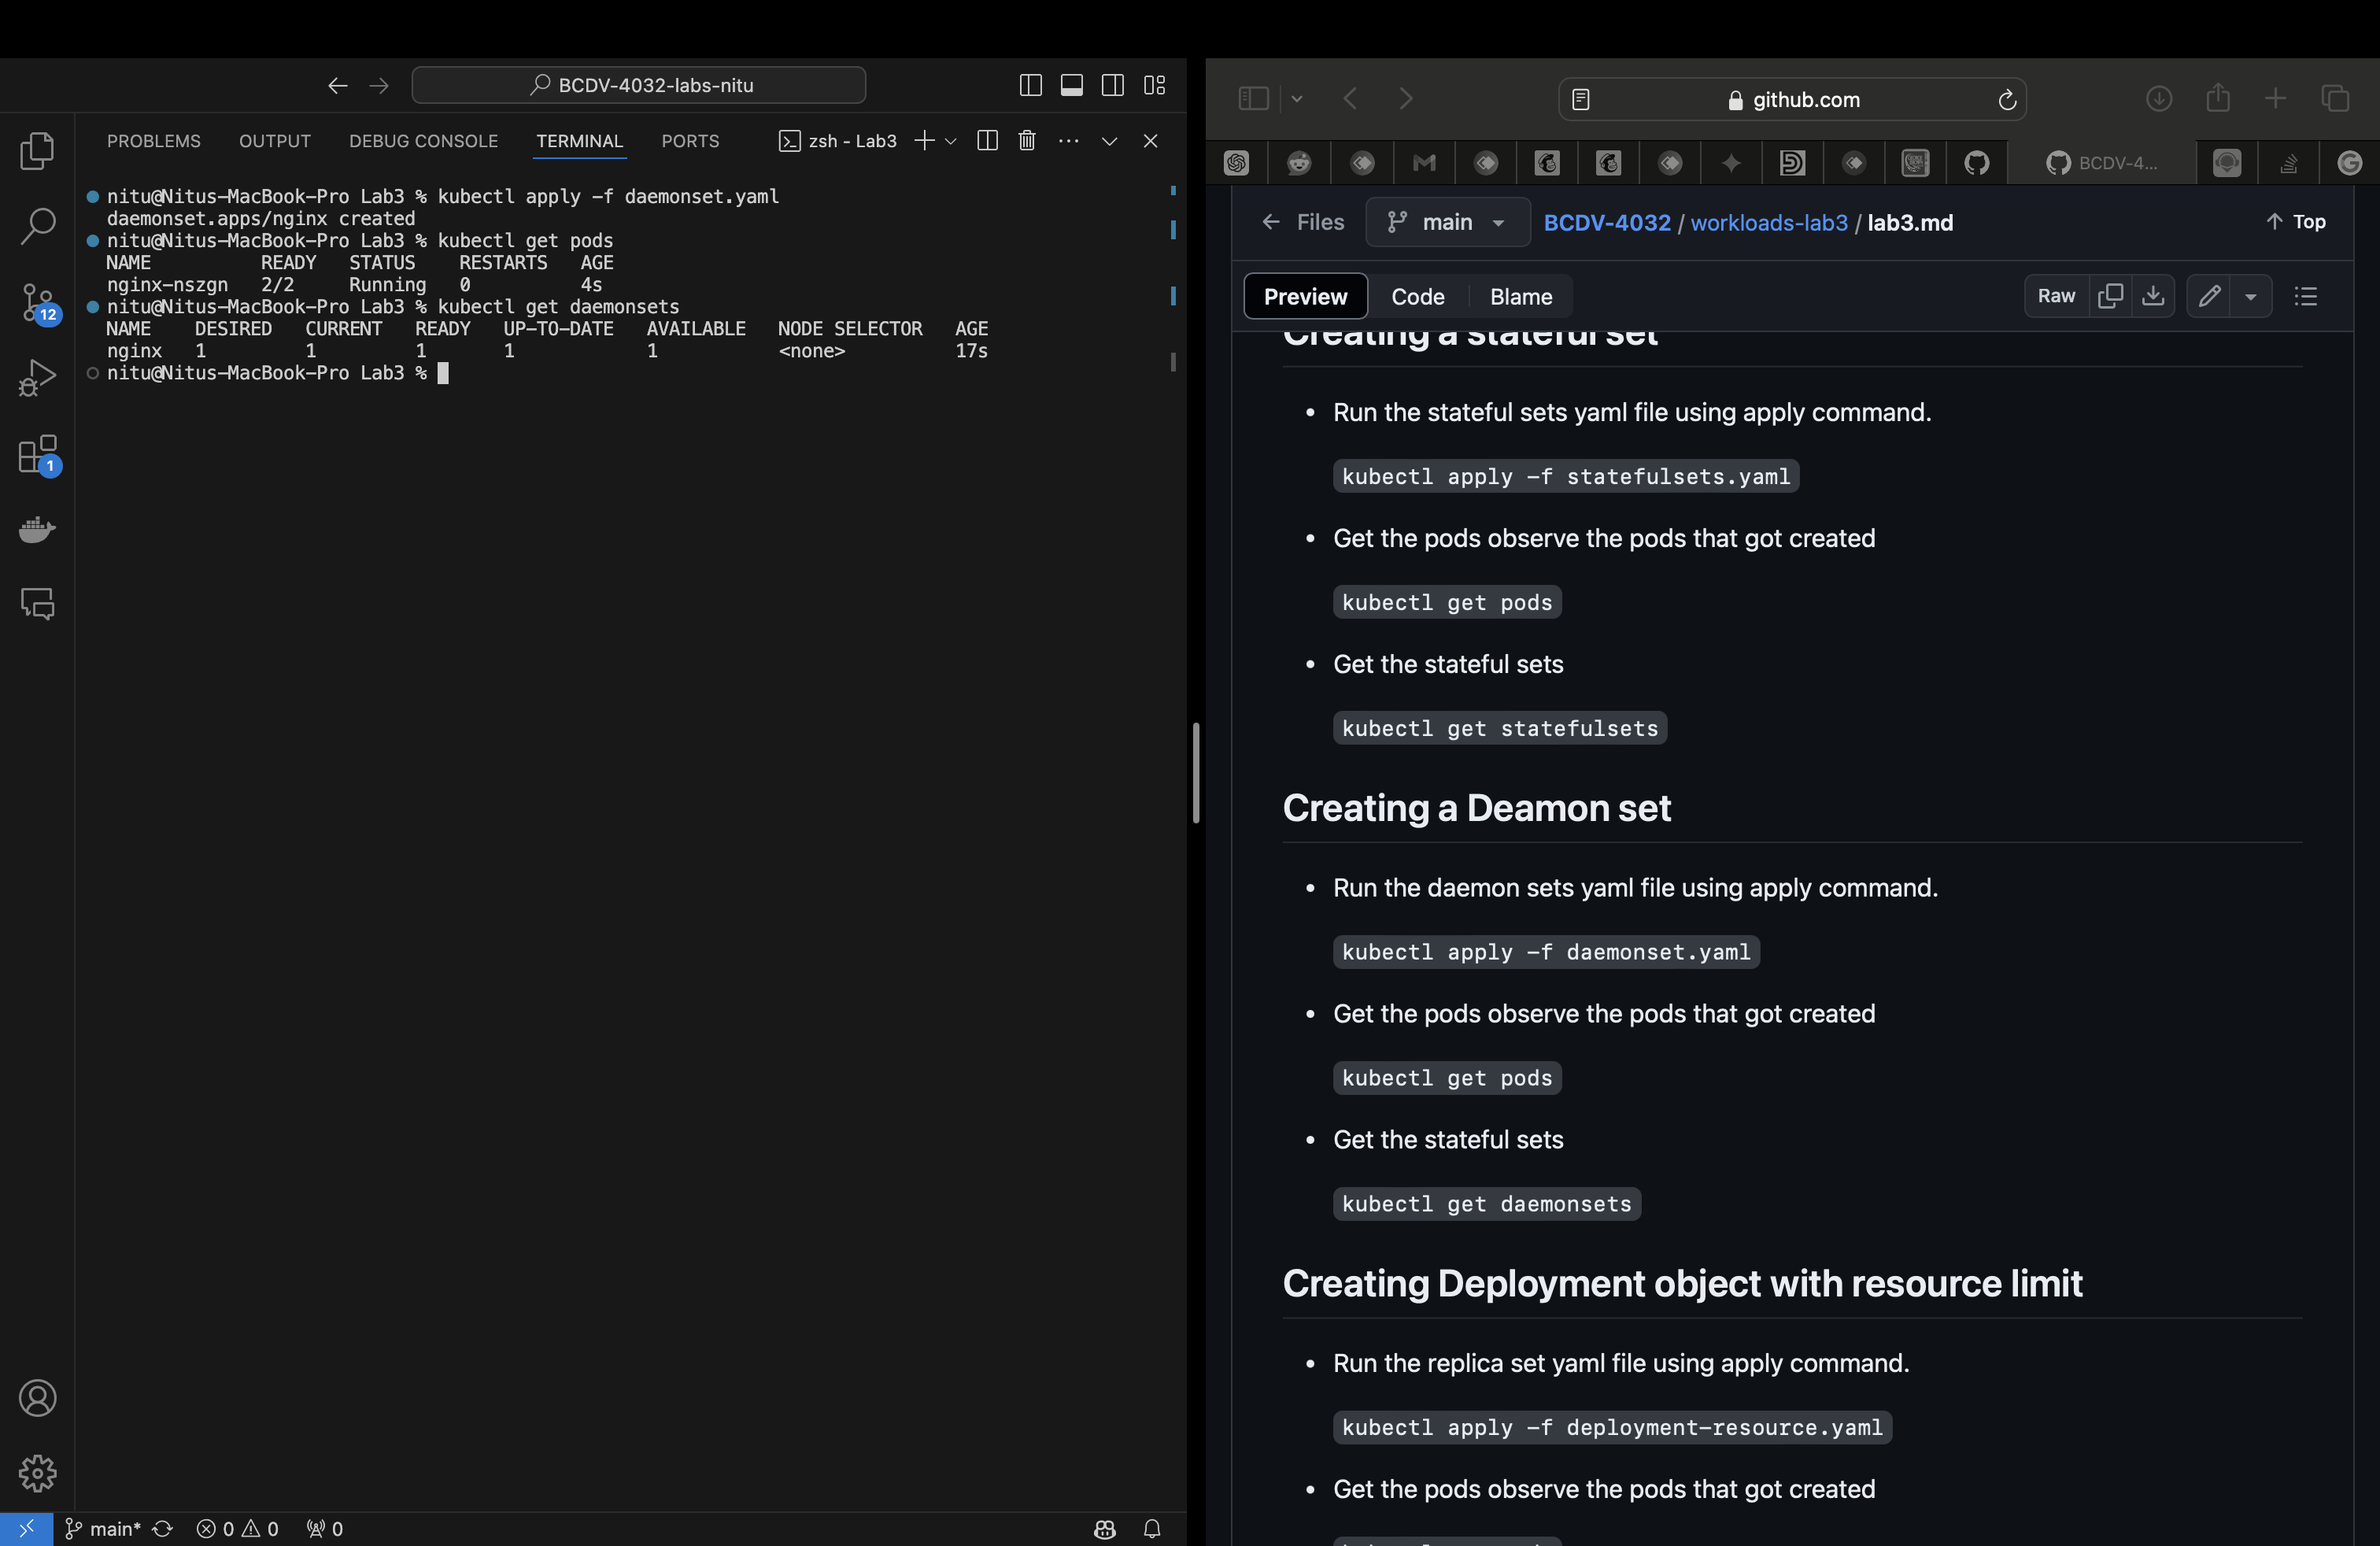 BCDV-4032-labs-nitu
PROBLEMS OUTPUT DEBUG CONSOLE TERMINAL PORTS zsh - Lab3
nitu@Nitus-MacBook-Pro Lab3 % kubectl apply -f daemonset.yaml
daemonset.apps/nginx created
nitu@Nitus-MacBook-Pro Lab3 % kubectl get pods
NAME READY STATUS RESTARTS AGE
nginx-nszgn 2/2 Running 0 4s
nitu@Nitus-MacBook-Pro Lab3 % kubectl get daemonsets
NAME DESIRED CURRENT READY UP-TO-DATE AVAILABLE NODE SELECTOR AGE
nginx 1 1 1 1 1 <none> 17s
nitu@Nitus-MacBook-Pro Lab3 %
12
1
main* 0 0 0
github.com
BCDV-4...
Files main BCDV-4032 / workloads-lab3 / lab3.md Top
Preview Code Blame Raw
Creating a stateful set
• Run the stateful sets yaml file using apply command.
kubectl apply -f statefulsets.yaml
• Get the pods observe the pods that got created
kubectl get pods
• Get the stateful sets
kubectl get statefulsets
Creating a Deamon set
• Run the daemon sets yaml file using apply command.
kubectl apply -f daemonset.yaml
• Get the pods observe the pods that got created
kubectl get pods
• Get the stateful sets
kubectl get daemonsets
Creating Deployment object with resource limit
• Run the replica set yaml file using apply command.
kubectl apply -f deployment-resource.yaml
• Get the pods observe the pods that got created